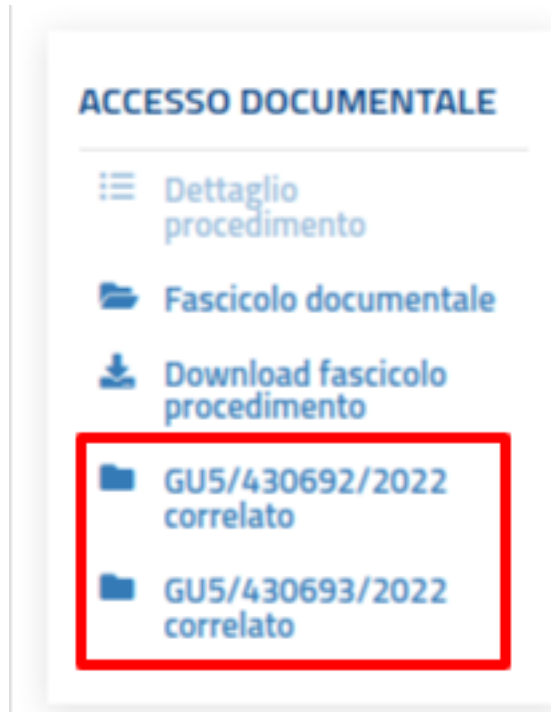 ACCESSO DOCUMENTALE
Dettaglio
procedimento
Fascicolo documentale
Download fascicolo
procedimento
GU5/430692/2022
correlato
GU5/430693/2022
correlato